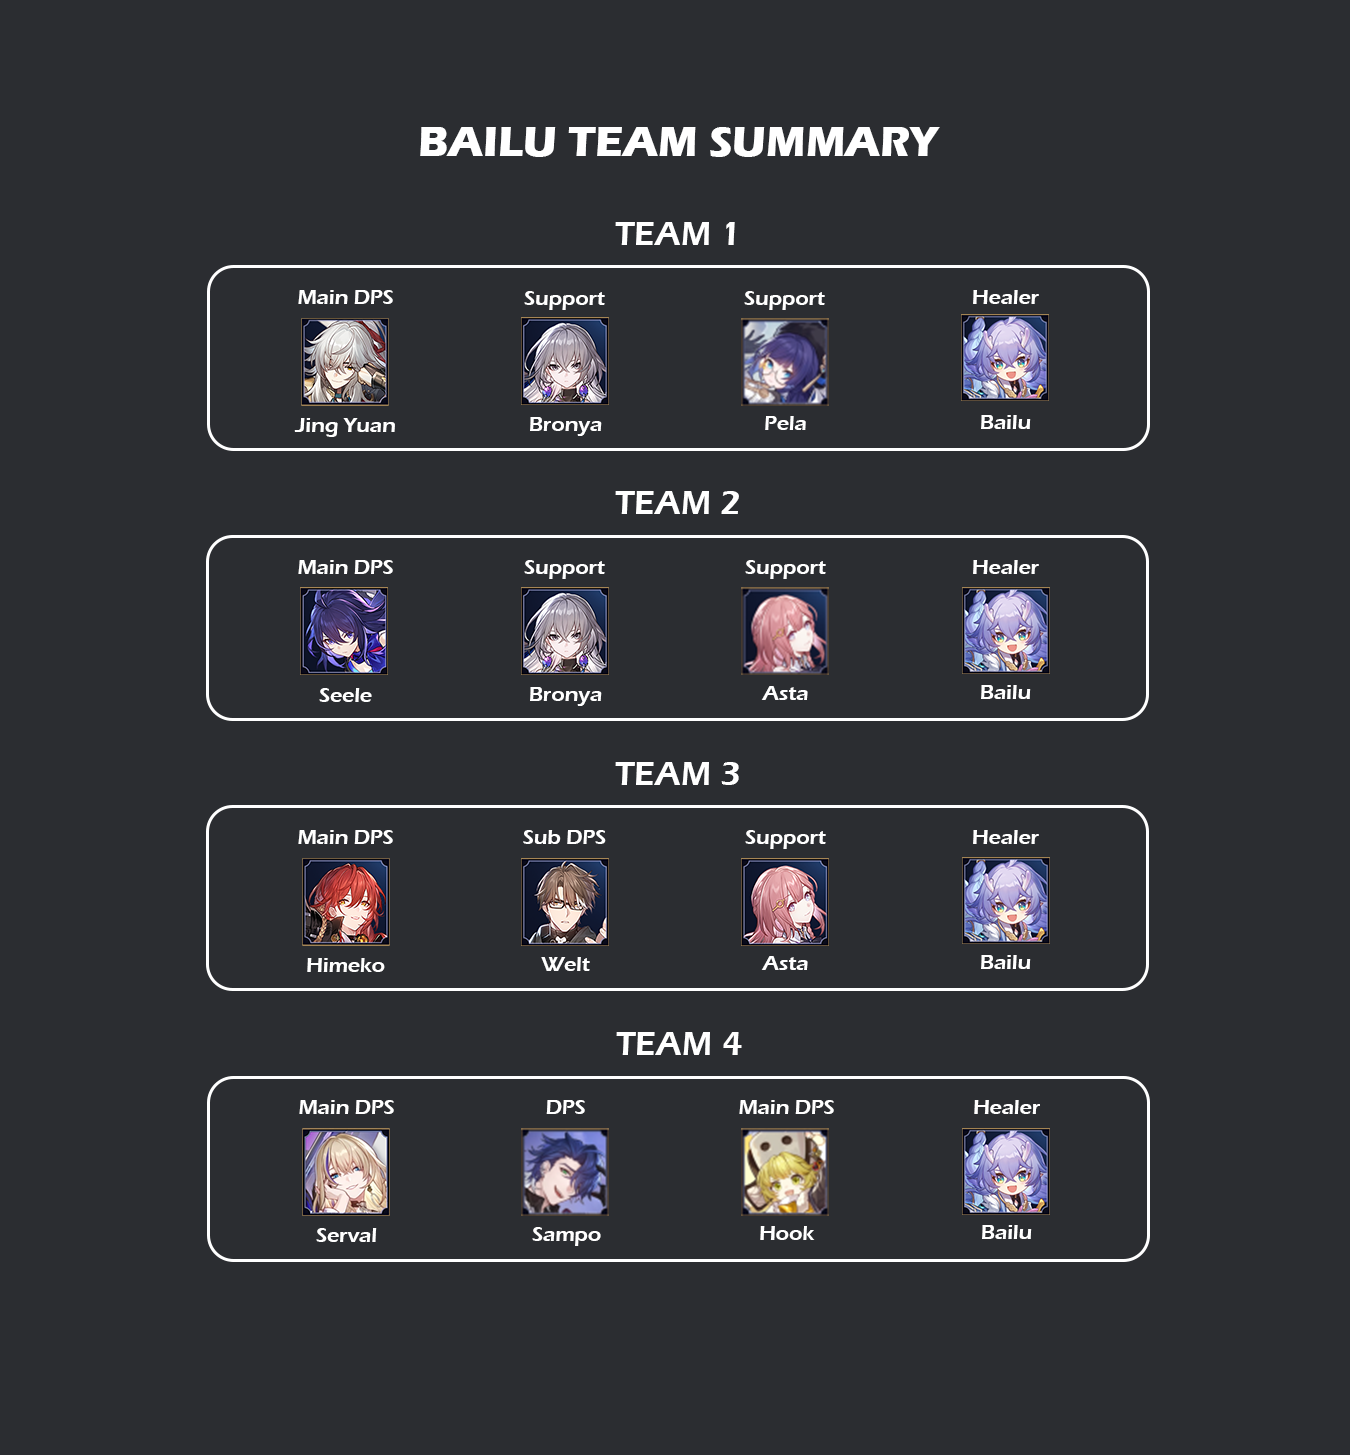 BAILU TEAM SUMMARY
TEAM 1
Main DPS Support Support Healer
Jing Yuan Bronya Pela Bailu
TEAM 2
Main DPS Support Support Healer
Seele Bronya Asta Bailu
TEAM 3
Main DPS Sub DPS Support Healer
Himeko Welt Asta Bailu
TEAM 4
Main DPS DPS Main DPS Healer
Serval Sampo Hook Bailu